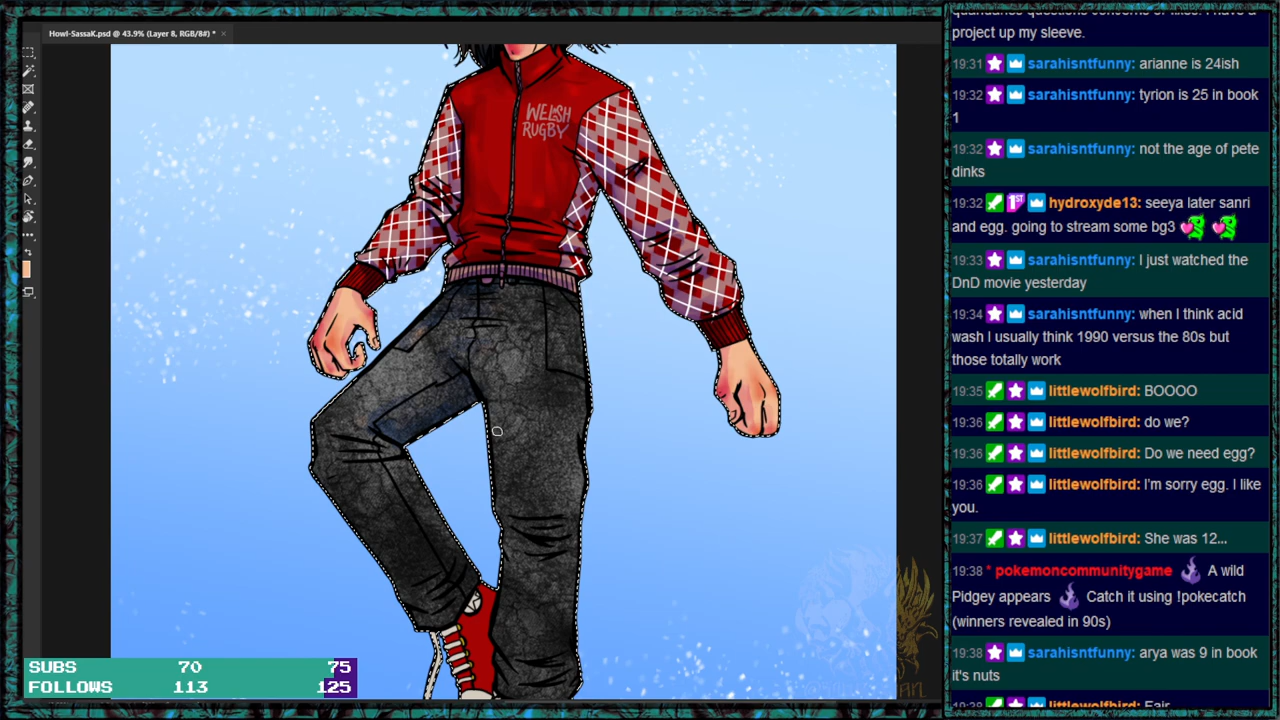 Howl-SassaK.psd @ 43.9% (Layer 8, RGB/8#) *
WELSH
RUGBY
SUBS 70 75
FOLLOWS 113 125
project up my sleeve.
19:31 sarahisntfunny: arianne is 24ish
19:32 sarahisntfunny: tyrion is 25 in book
1
19:32 sarahisntfunny: not the age of pete
dinks
19:32 1ST hydroxyde13: seeya later sanri
and egg. going to stream some bg3
19:33 sarahisntfunny: I just watched the
DnD movie yesterday
19:34 sarahisntfunny: when I think acid
wash I usually think 1990 versus the 80s but
those totally work
19:35 littlewolfbird: BOOOO
19:36 littlewolfbird: do we?
19:36 littlewolfbird: Do we need egg?
19:36 littlewolfbird: I'm sorry egg. I like
you.
19:37 littlewolfbird: She was 12...
19:38 * pokemoncommunitygame A wild
Pidgey appears Catch it using !pokecatch
(winners revealed in 90s)
19:38 sarahisntfunny: arya was 9 in book
it's nuts
19:38 littlewolfbird: Fair